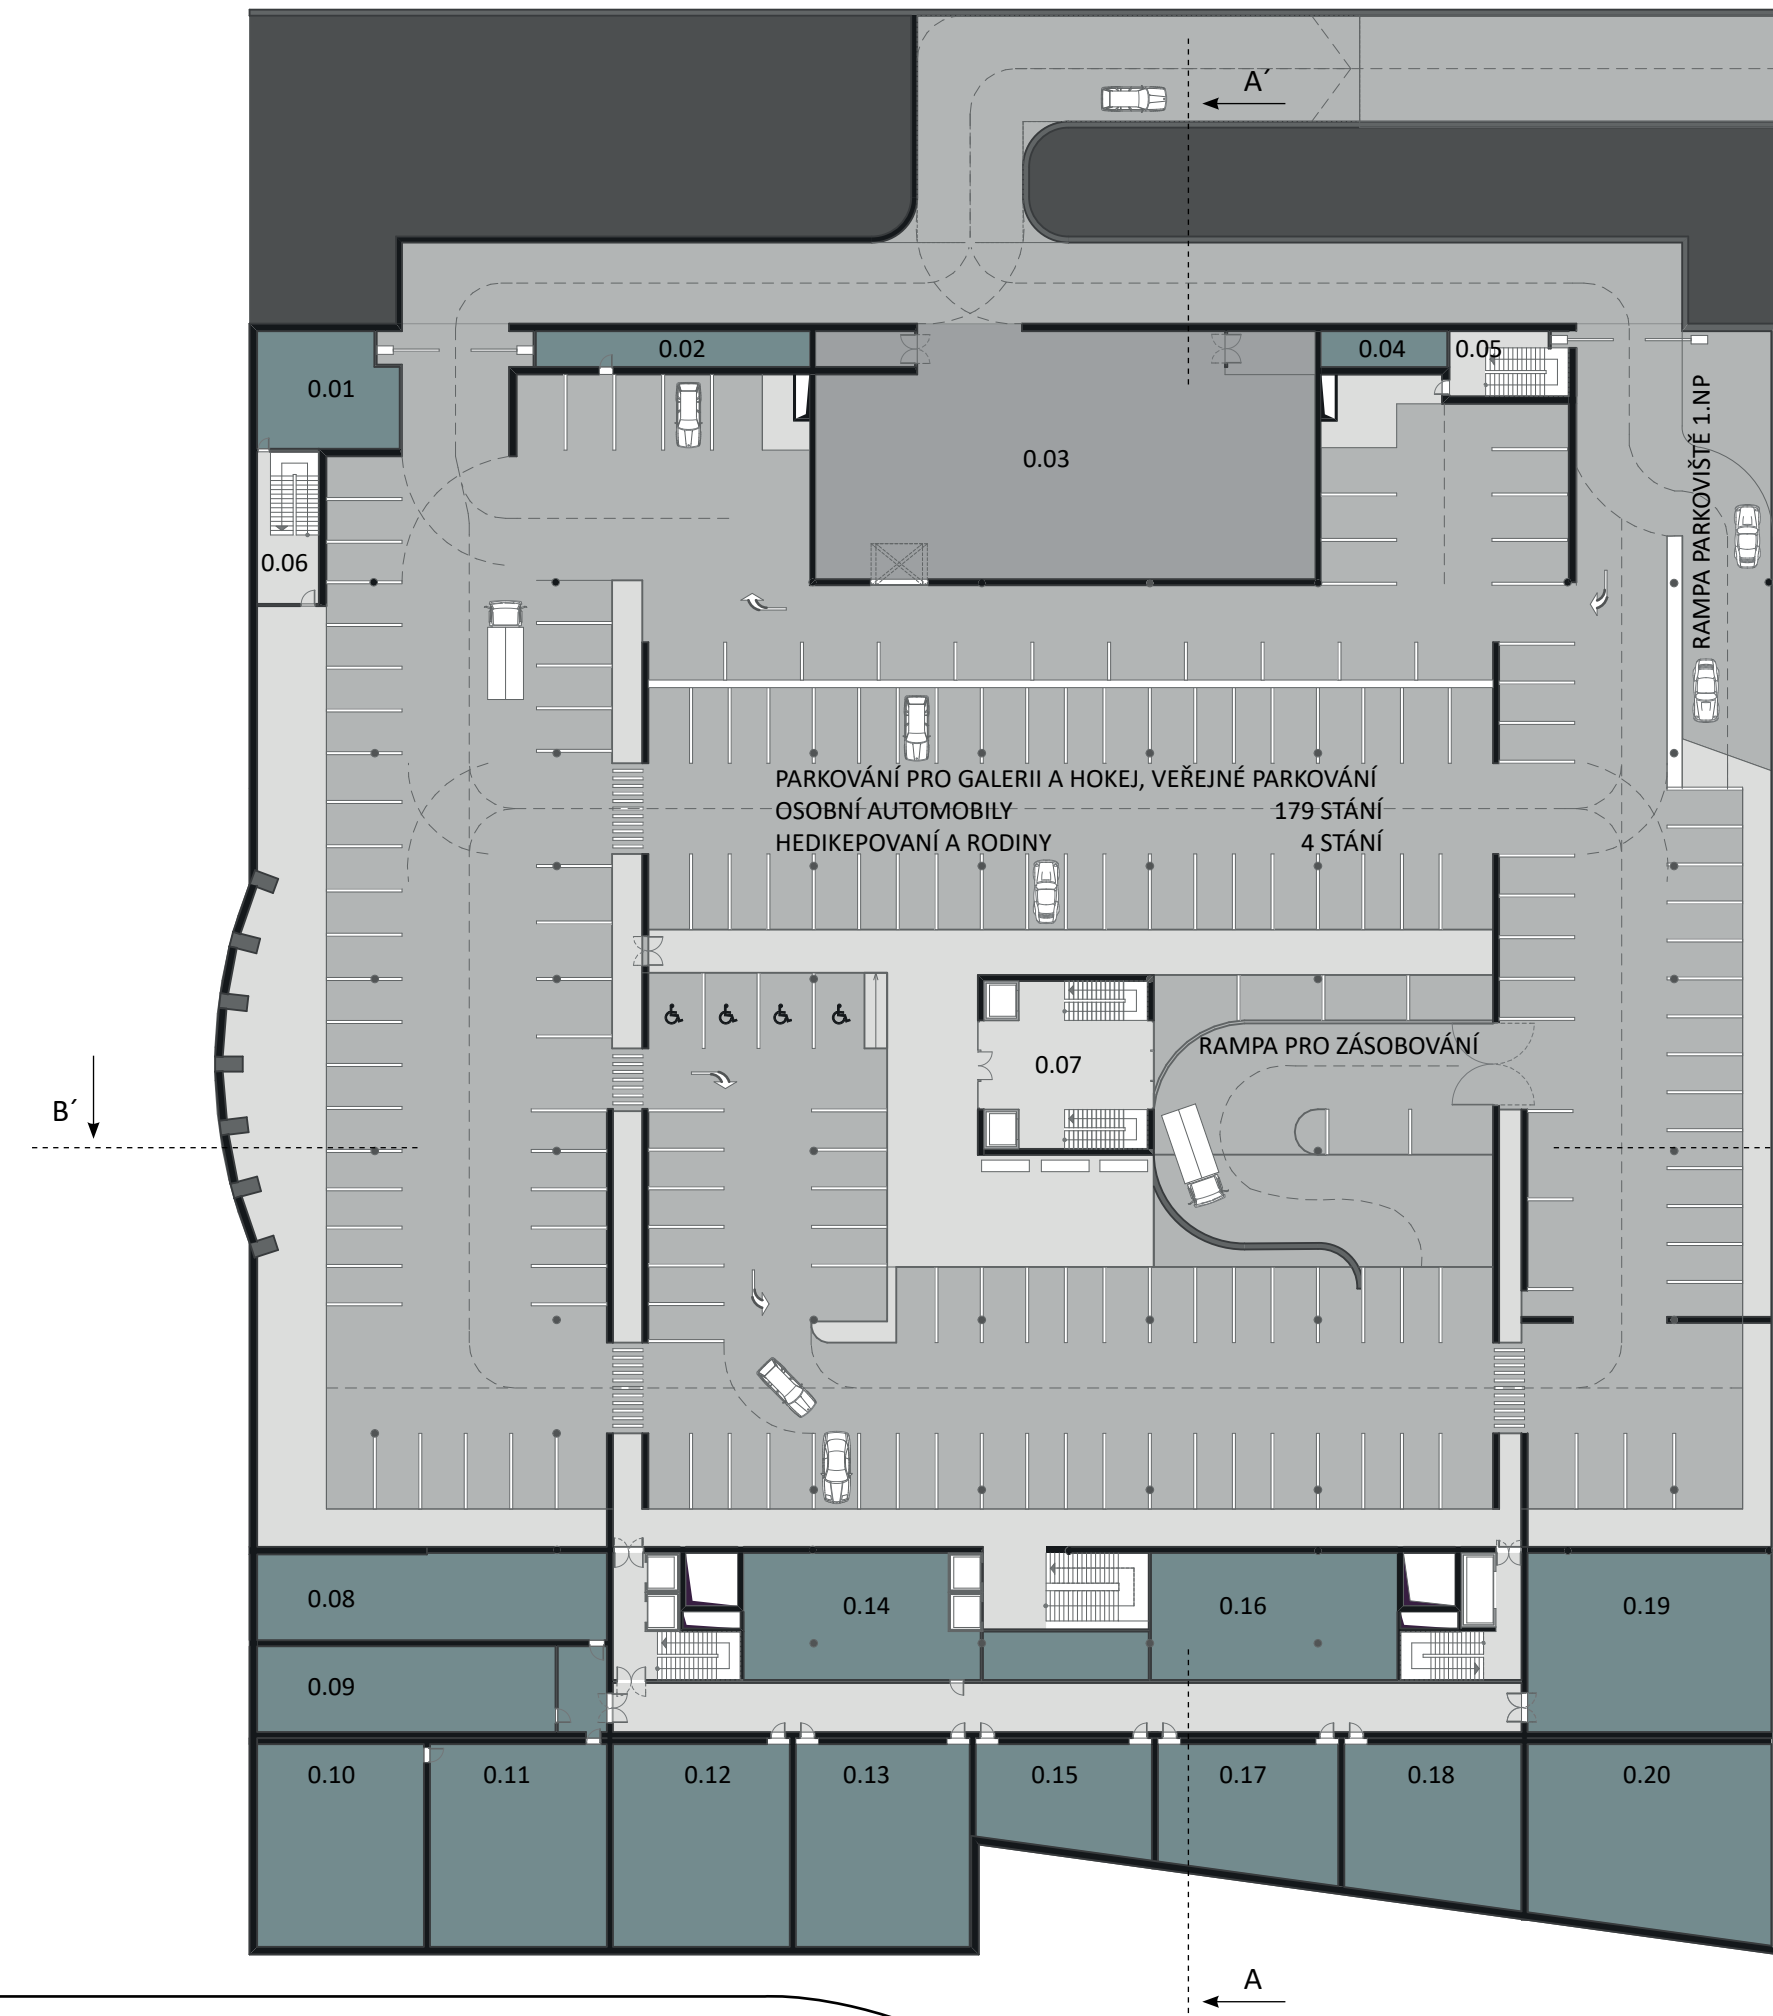 A´
0.01
0.02
0.03
0.04
0.05
RAMPA PARKOVIŠTĚ 1.NP
0.06
PARKOVÁNÍ PRO GALERII A HOKEJ, VEŘEJNÉ PARKOVÁNÍ
OSOBNÍ AUTOMOBILY 179 STÁNÍ
HEDIKEPOVANÍ A RODINY 4 STÁNÍ
RAMPA PRO ZÁSOBOVÁNÍ
0.07
B´
0.08
0.14
0.16
0.19
0.09
0.10
0.11
0.12
0.13
0.15
0.17
0.18
0.20
A